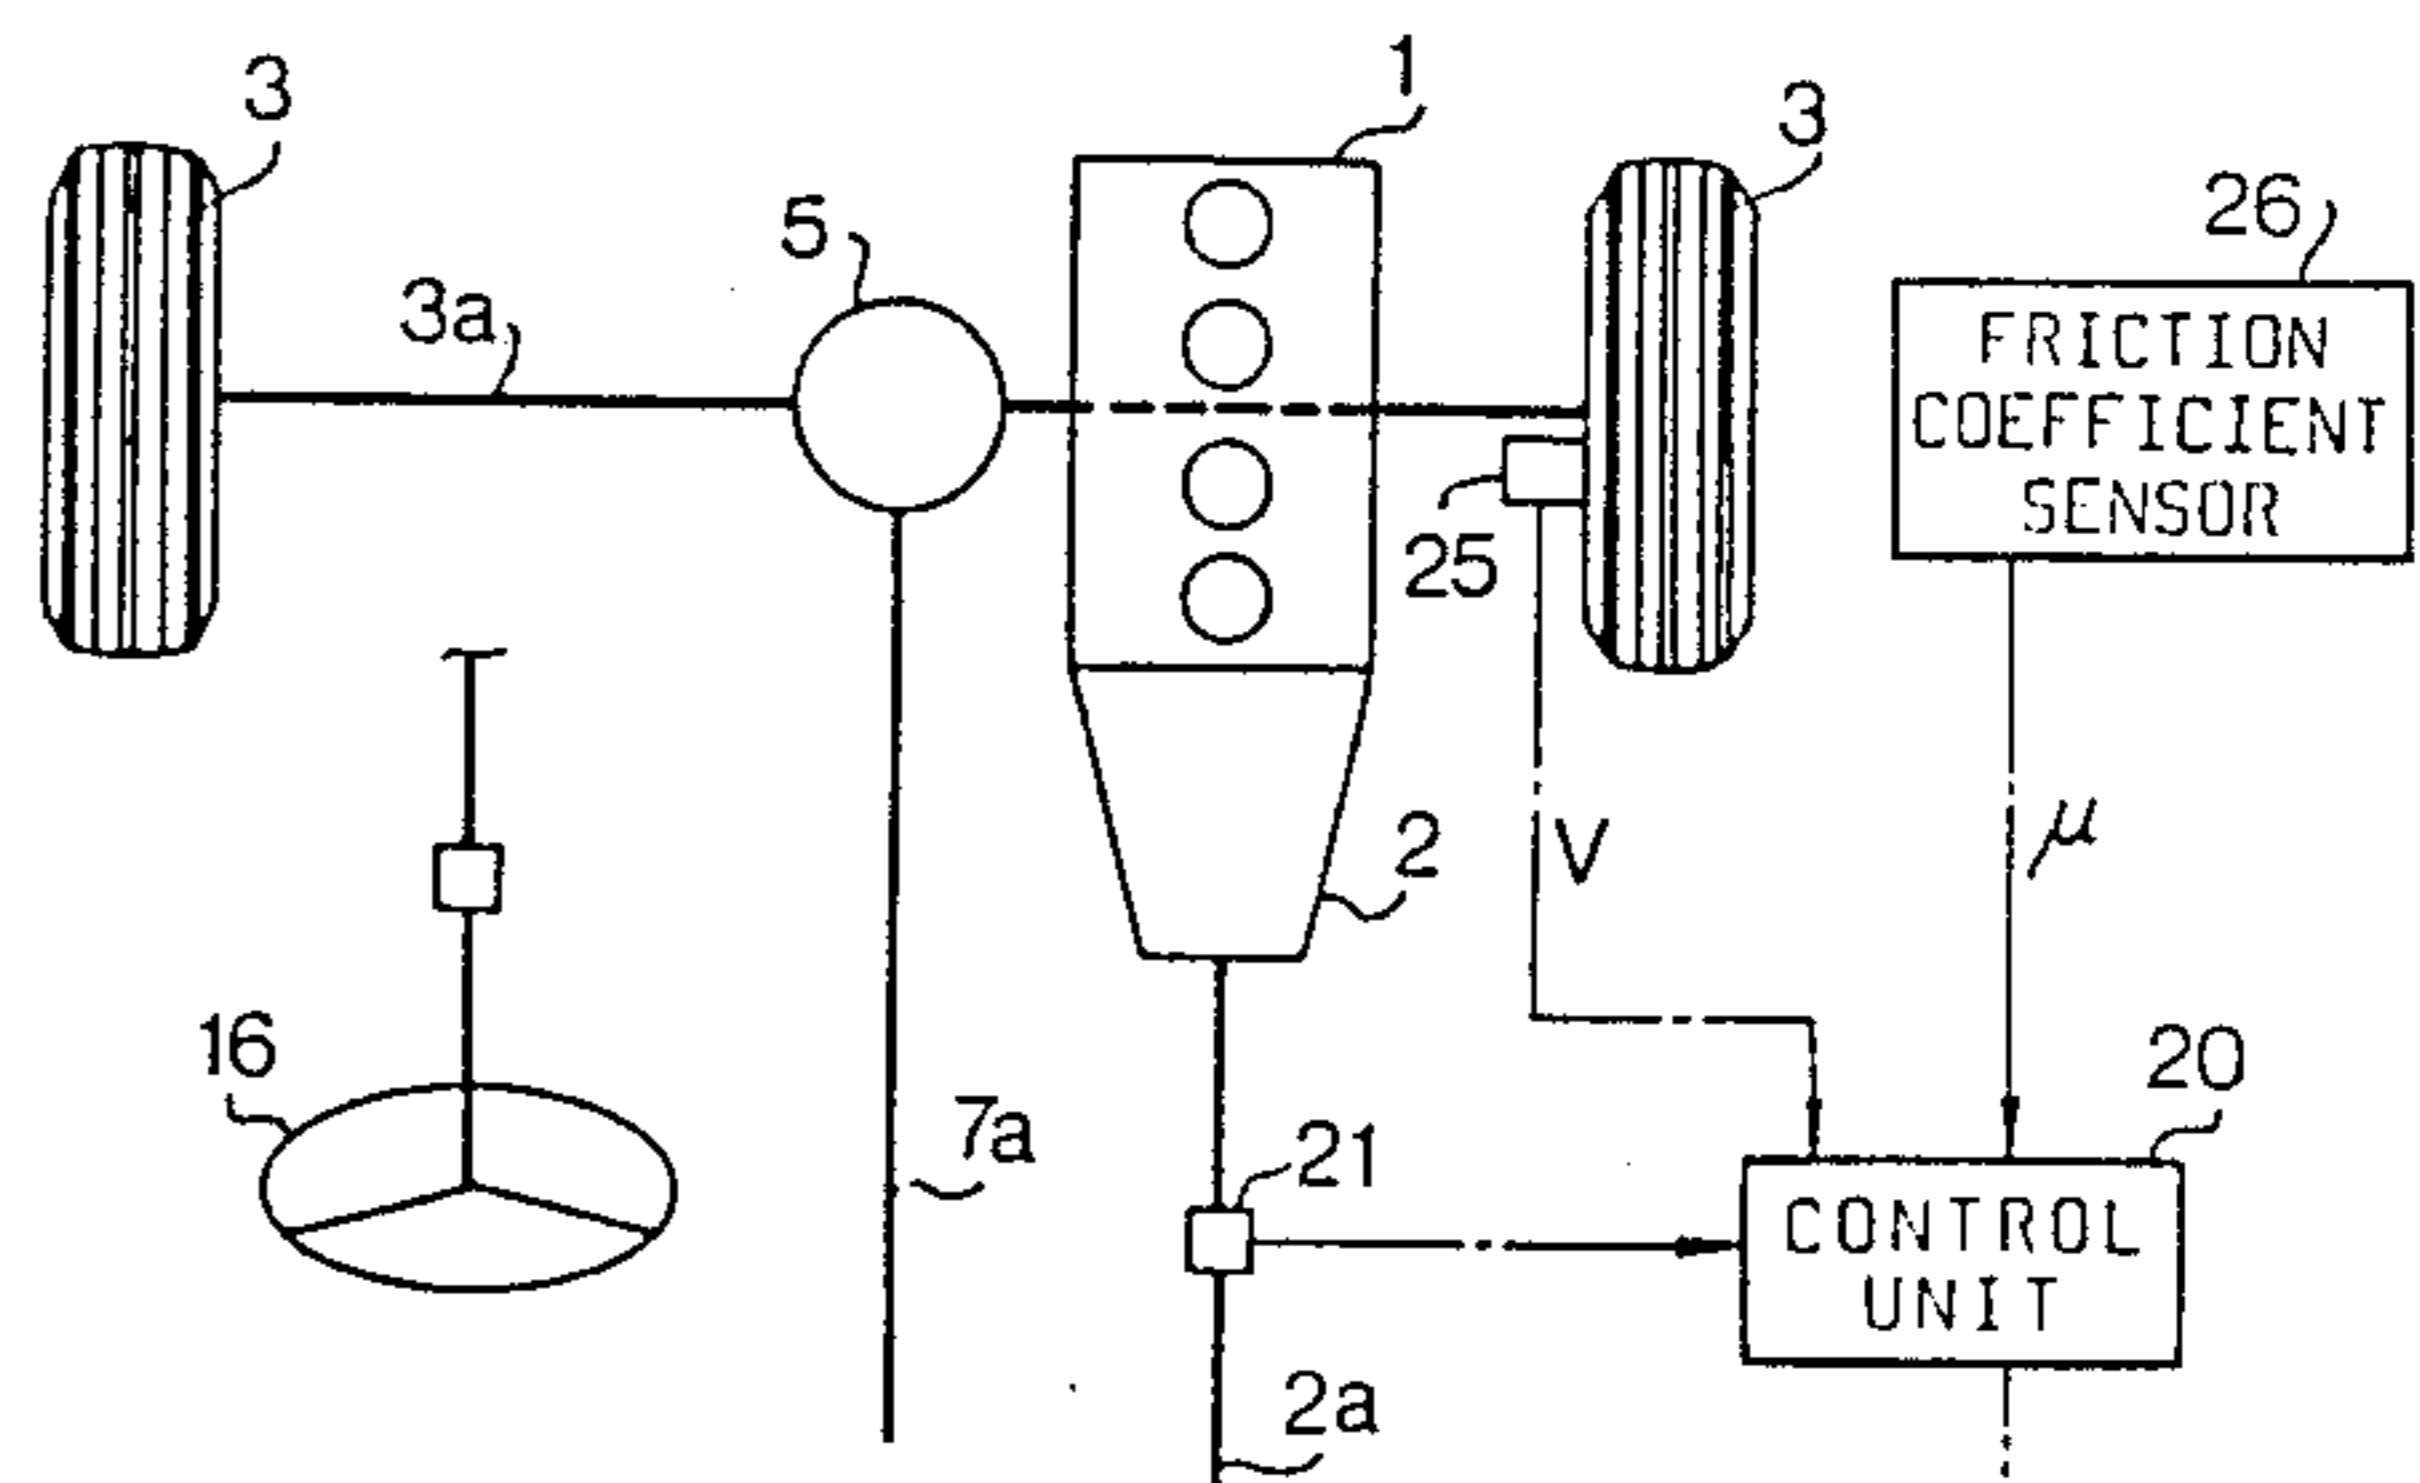 1
3
3
26
5
3a
FRICTION
COEFFICIENT
SENSOR
25
2
V
μ
16
20
7a
21
CONTROL
UNIT
2a